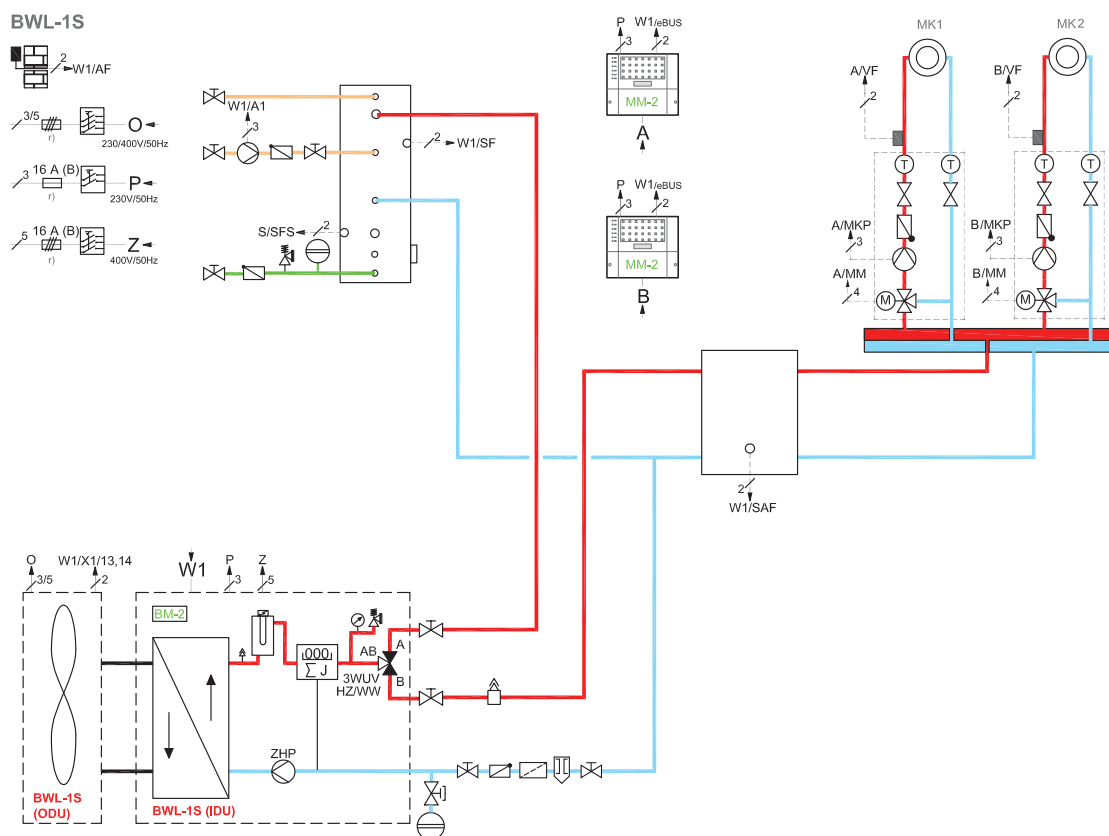 BWL-1S
2
W1/AF
3/5
r)
O
230/400V/50Hz
16 A (B)
3
r)
P
230V/50Hz
16 A (B)
5
r)
Z
400V/50Hz
W1/A1
3
2
W1/SF
S/SFS
2
P
W1/eBUS
3
2
MM-2
A
P
W1/eBUS
3
2
MM-2
B
MK1
MK2
A/VF
2
B/VF
2
T
T
T
T
A/MKP
3
B/MKP
3
A/MM
4
M
B/MM
4
M
2
W1/SAF
O
3/5
W1/X1/13,14
2
W1
P
3
Z
5
BM-2
000
Σ J
AB
A
B
3WUV
HZ/WW
ZHP
BWL-1S
(ODU)
BWL-1S (IDU)